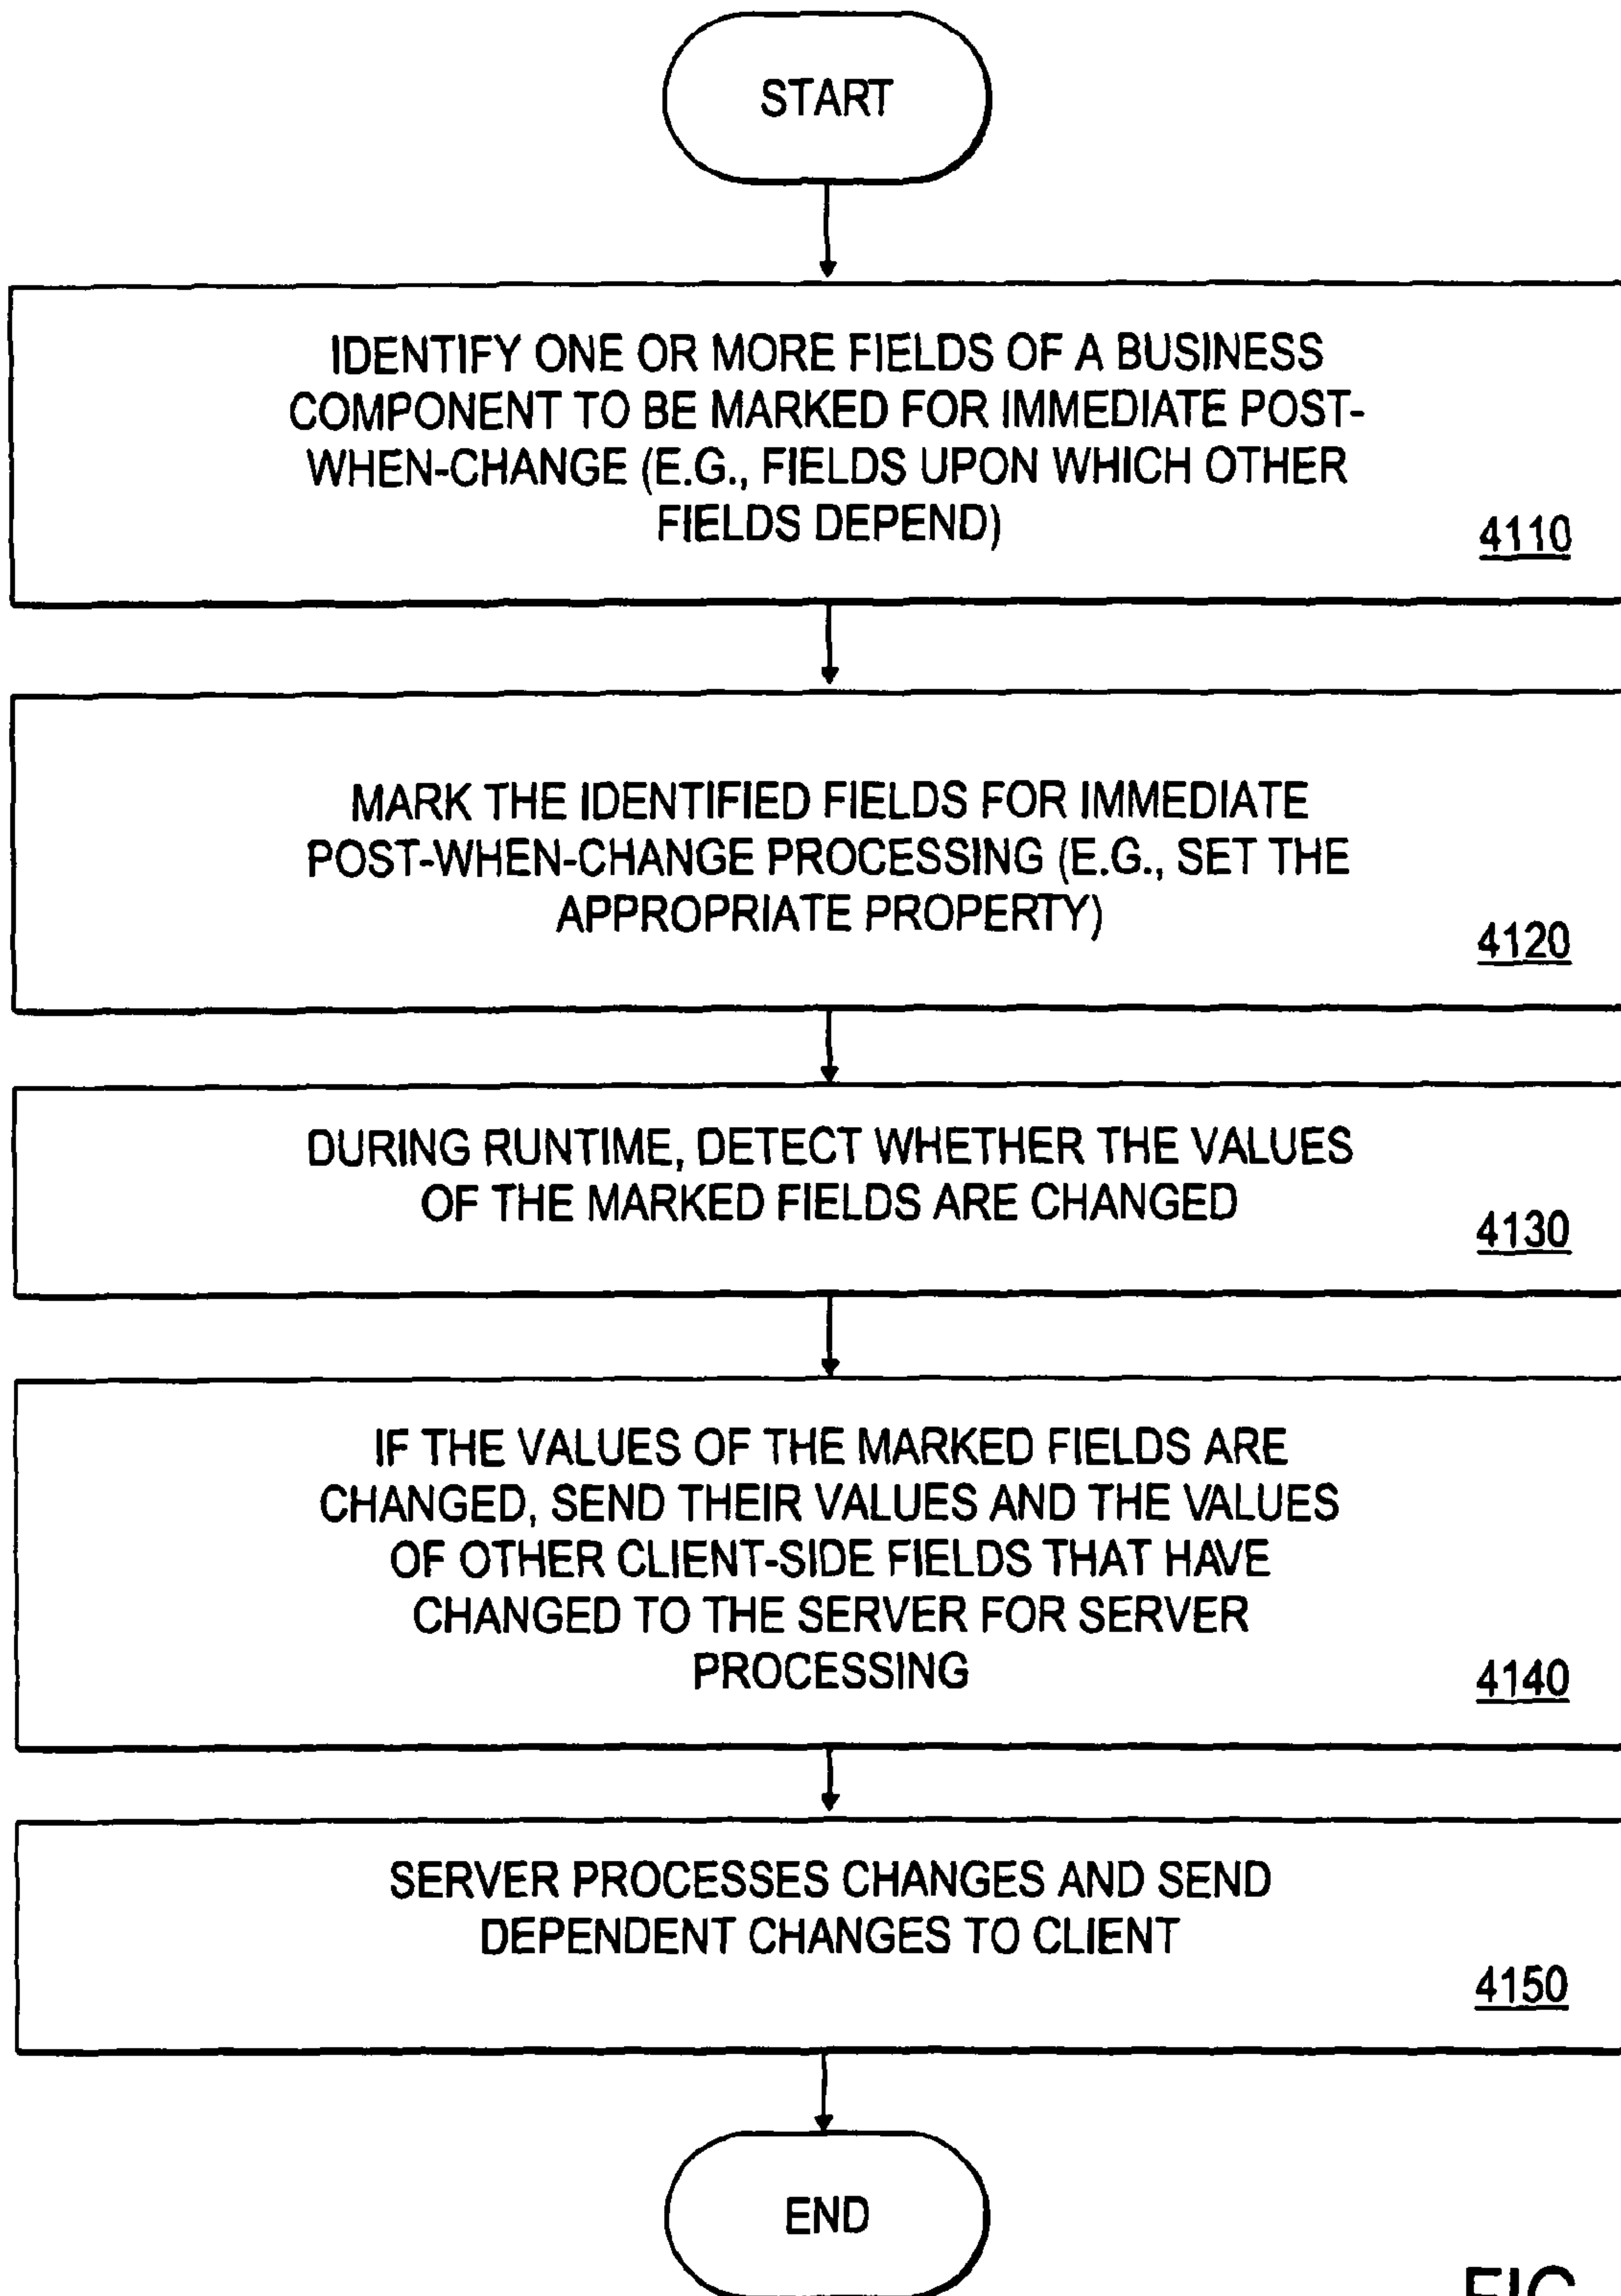 START
IDENTIFY ONE OR MORE FIELDS OF A BUSINESS
COMPONENT TO BE MARKED FOR IMMEDIATE POST-
WHEN-CHANGE (E.G., FIELDS UPON WHICH OTHER
FIELDS DEPEND)
4110
MARK THE IDENTIFIED FIELDS FOR IMMEDIATE
POST-WHEN-CHANGE PROCESSING (E.G., SET THE
APPROPRIATE PROPERTY)
4120
DURING RUNTIME, DETECT WHETHER THE VALUES
OF THE MARKED FIELDS ARE CHANGED
4130
IF THE VALUES OF THE MARKED FIELDS ARE
CHANGED, SEND THEIR VALUES AND THE VALUES
OF OTHER CLIENT-SIDE FIELDS THAT HAVE
CHANGED TO THE SERVER FOR SERVER
PROCESSING
4140
SERVER PROCESSES CHANGES AND SEND
DEPENDENT CHANGES TO CLIENT
4150
END
FIG